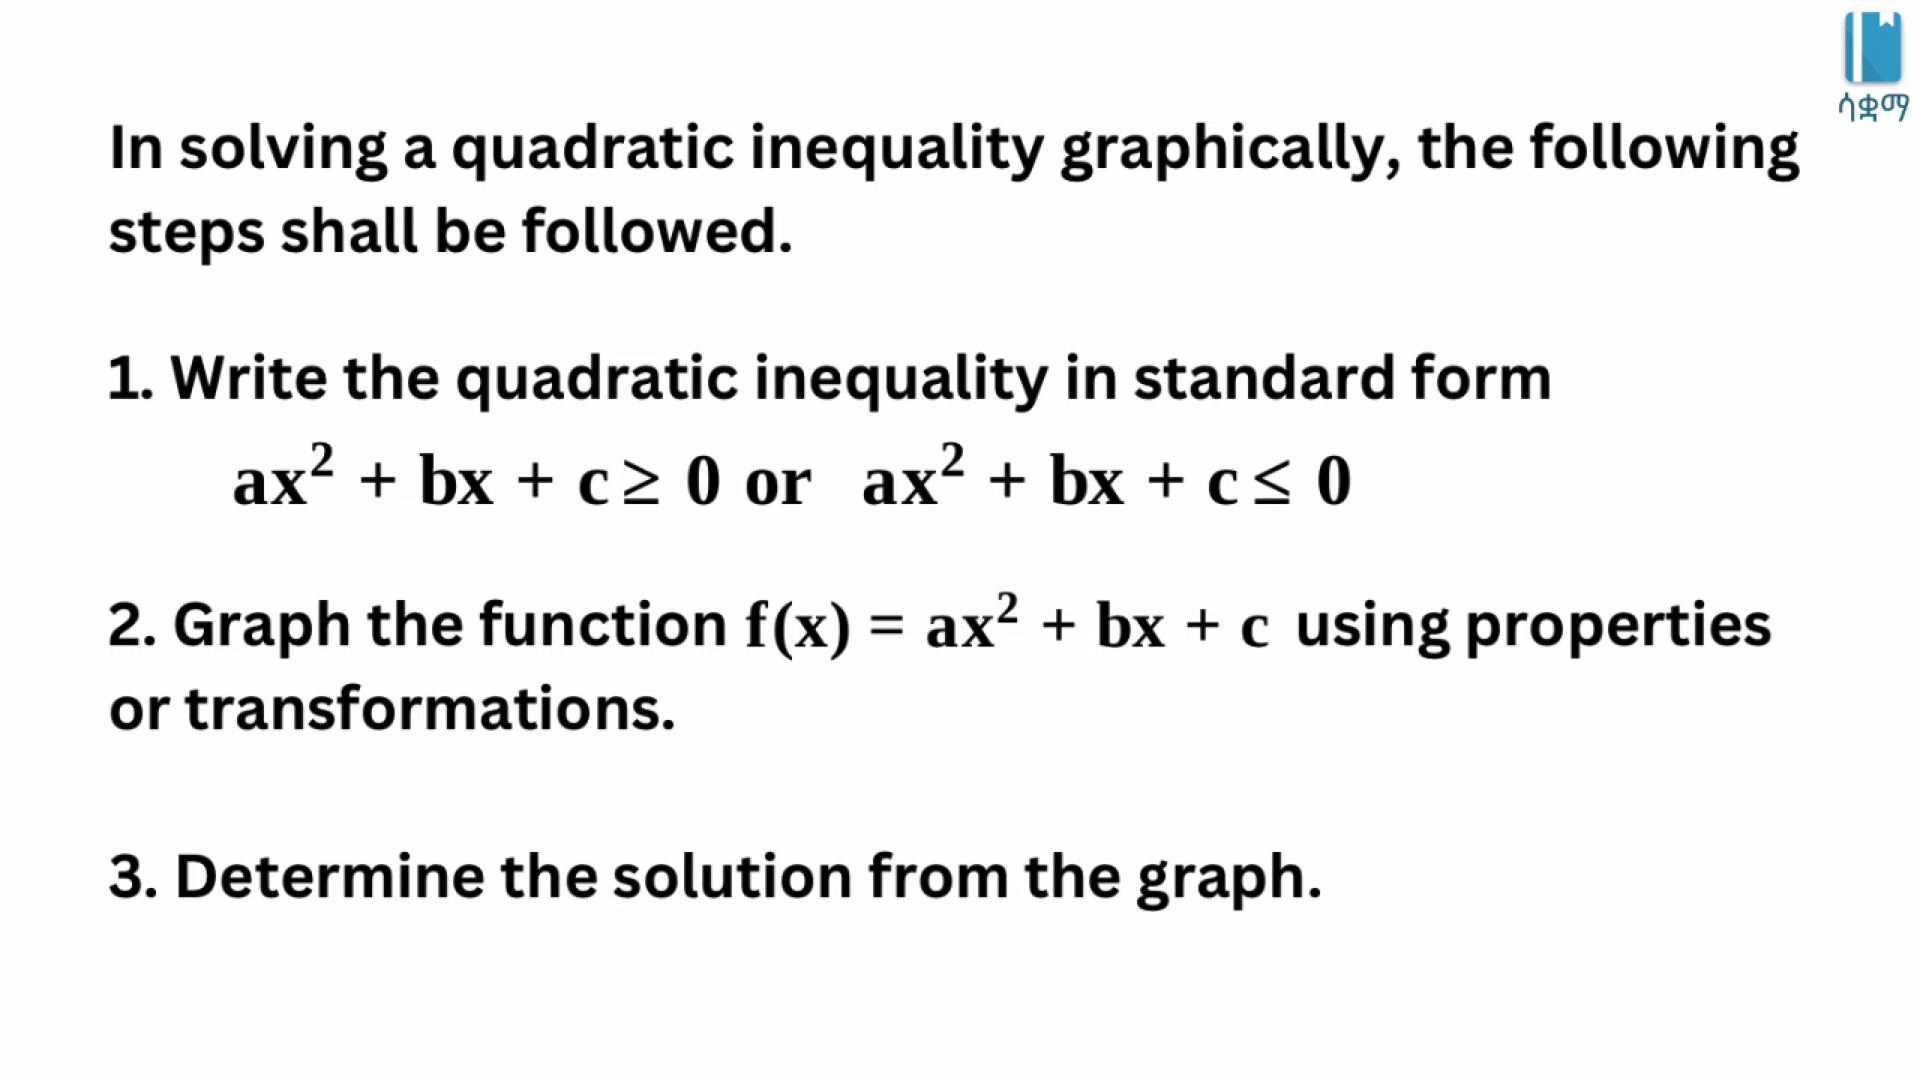 ሳቋማ
In solving a quadratic inequality graphically, the following
steps shall be followed.
1. Write the quadratic inequality in standard form
ax² + bx + c ≥ 0 or ax² + bx + c ≤ 0
2. Graph the function f(x) = ax² + bx + c using properties
or transformations.
3. Determine the solution from the graph.